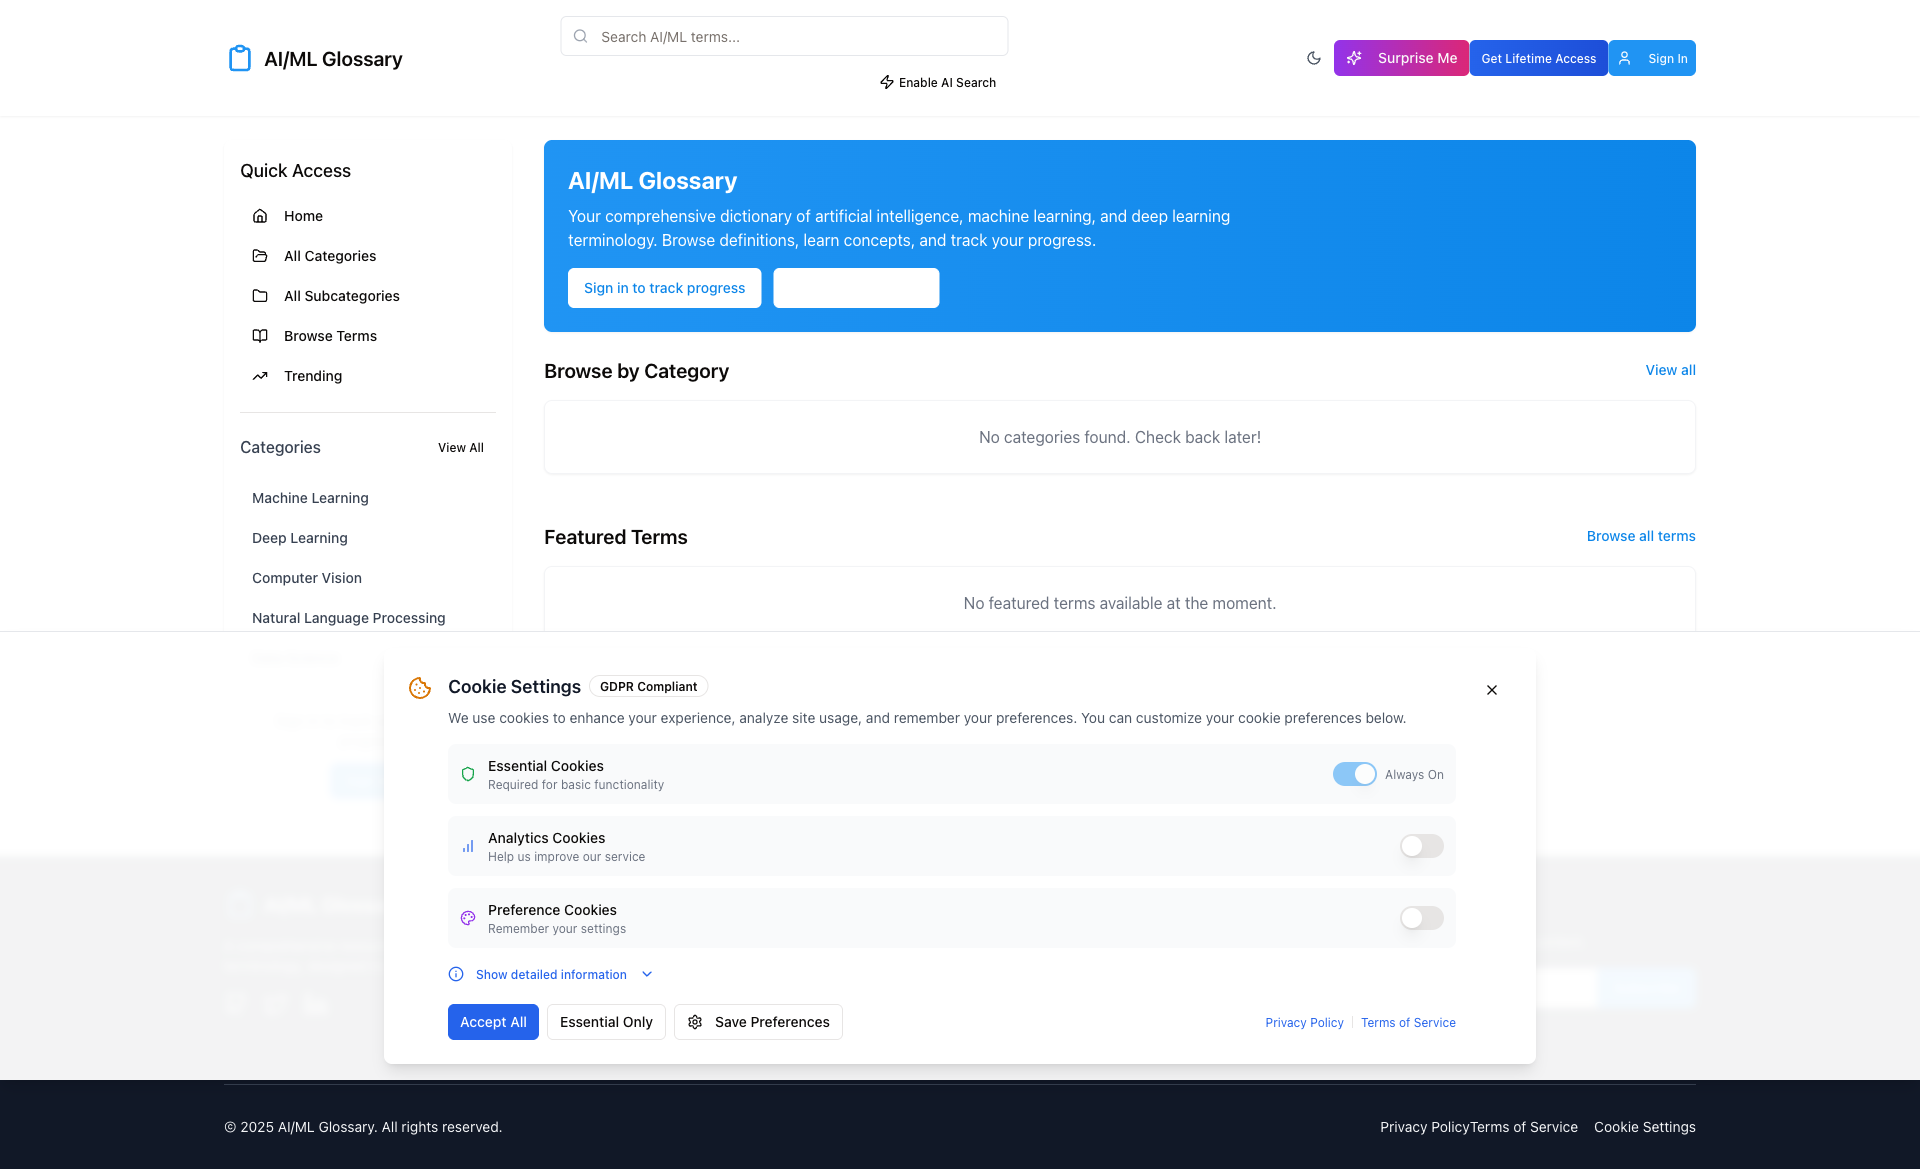 AI/ML Glossary
Search AI/ML terms...
Enable AI Search
Surprise Me
Get Lifetime Access
Sign In
Quick Access
Home
All Categories
All Subcategories
Browse Terms
Trending
Categories
View All
Machine Learning
Deep Learning
Computer Vision
Natural Language Processing
AI/ML Glossary
Your comprehensive dictionary of artificial intelligence, machine learning, and deep learning
terminology. Browse definitions, learn concepts, and track your progress.
Sign in to track progress
Browse by Category
View all
No categories found. Check back later!
Featured Terms
Browse all terms
No featured terms available at the moment.
Cookie Settings
GDPR Compliant
We use cookies to enhance your experience, analyze site usage, and remember your preferences. You can customize your cookie preferences below.
Essential Cookies
Required for basic functionality
Always On
Analytics Cookies
Help us improve our service
Preference Cookies
Remember your settings
Show detailed information
Accept All
Essential Only
Save Preferences
Privacy Policy
Terms of Service
© 2025 AI/ML Glossary. All rights reserved.
Privacy Policy
Terms of Service
Cookie Settings